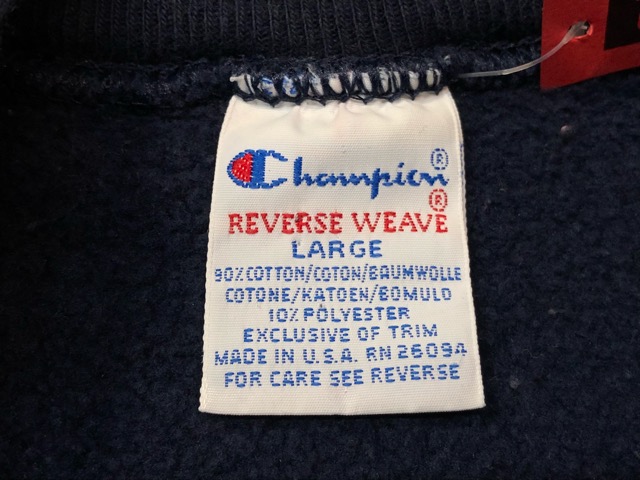 Champion®
REVERSE WEAVE®
LARGE
90% COTTON/COTON/BAUMWOLLE
COTONE/KATOEN/BOMULD
10% POLYESTER
EXCLUSIVE OF TRIM
MADE IN U.S.A. RN 26094
FOR CARE SEE REVERSE